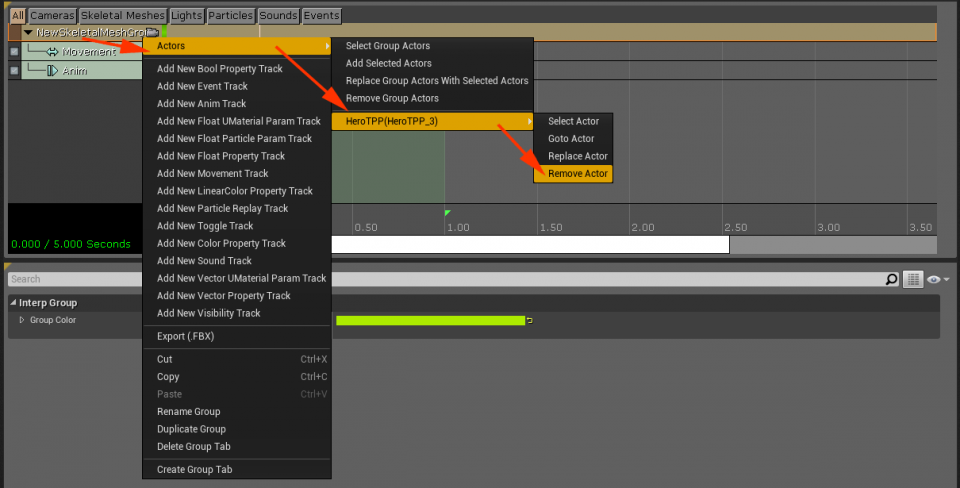 All Cameras Skeletal Meshes Lights Particles Sounds Events
NewSkeletalMeshGro
Movement
Anim
Actors
Add New Bool Property Track
Add New Event Track
Add New Anim Track
Add New Float UMaterial Param Track
Add New Float Particle Param Track
Add New Float Property Track
Add New Movement Track
Add New LinearColor Property Track
Add New Particle Replay Track
Add New Toggle Track
Add New Color Property Track
Add New Sound Track
Add New Vector UMaterial Param Track
Add New Vector Property Track
Add New Visibility Track
Export (.FBX)
Cut Ctrl+X
Copy Ctrl+C
Paste Ctrl+V
Rename Group
Duplicate Group
Delete Group Tab
Create Group Tab
Select Group Actors
Add Selected Actors
Replace Group Actors With Selected Actors
Remove Group Actors
HeroTPP(HeroTPP_3)
Select Actor
Goto Actor
Replace Actor
Remove Actor
0.50 1.00 1.50 2.00 2.50 3.00 3.50
0.000 / 5.000 Seconds
Search
Interp Group
Group Color